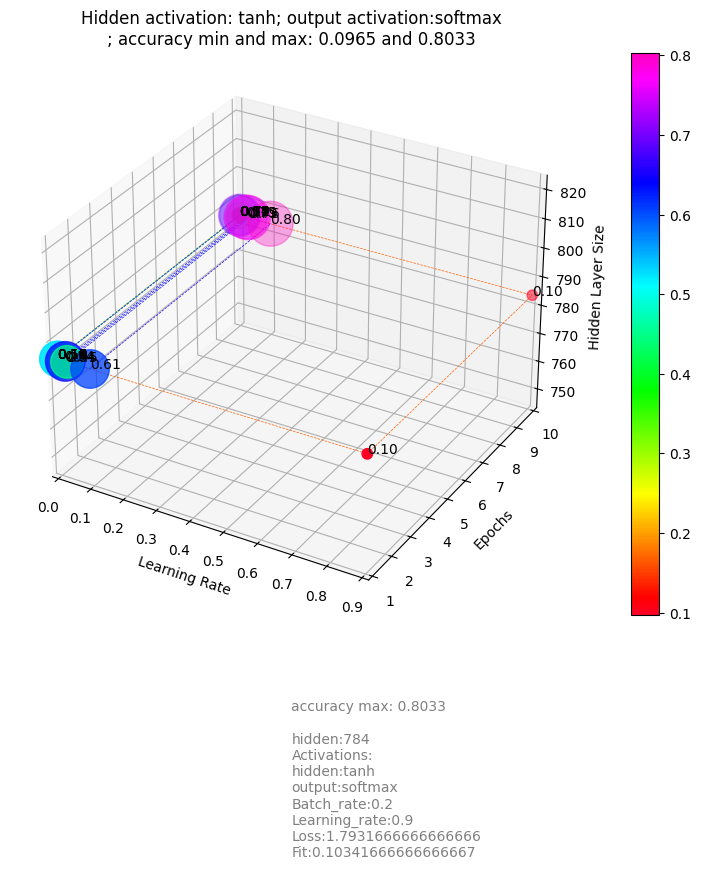 Hidden activation: tanh; output activation:softmax
; accuracy min and max: 0.0965 and 0.8033
0.8
0.7
0.6
0.5
0.4
0.3
0.2
0.1
820
810
800
790
780
770
760
750
Hidden Layer Size
0.80
0.10
0.61
0.10
0.0
0.1
0.2
0.3
0.4
0.5
0.6
0.7
0.8
0.9
Learning Rate
1
2
3
4
5
6
7
8
9
10
Epochs
accuracy max: 0.8033
hidden:784
Activations:
hidden:tanh
output:softmax
Batch_rate:0.2
Learning_rate:0.9
Loss:1.7931666666666666
Fit:0.10341666666666667